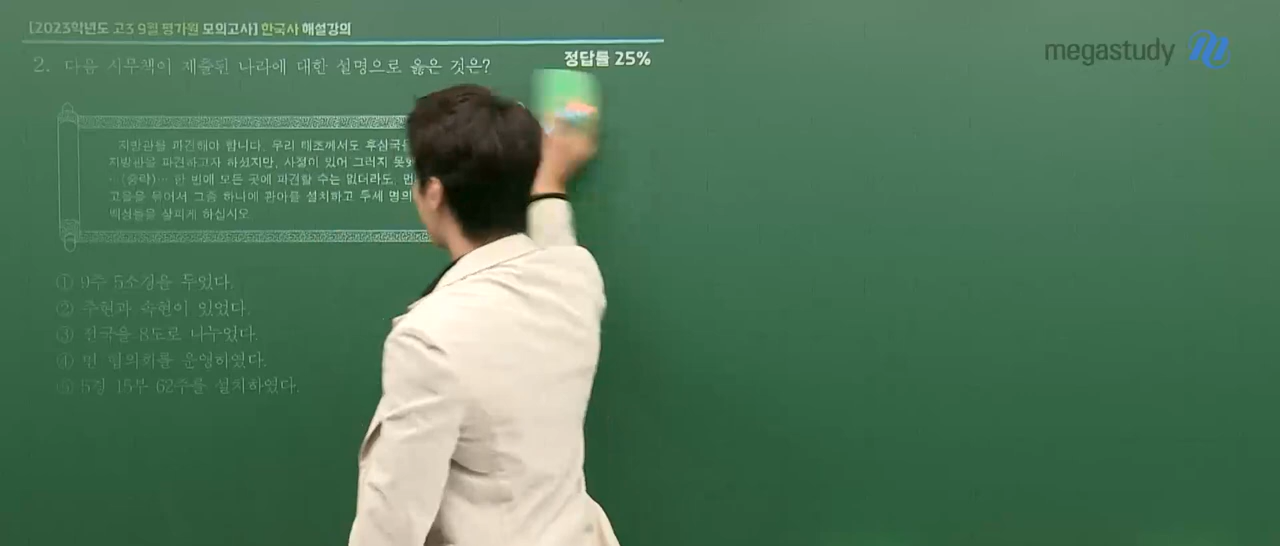 [2023학년도 고3 9월 평가원 모의고사] 한국사 해설강의
megastudy
정답률 25%
2. 다음 시무책이 제출된 나라에 대한 설명으로 옳은 것은?
지방관을 파견해야 합니다. 우리 태조께서도 후삼국
지방관을 파견하고자 하셨지만, 사정이 있어 그러지 못
…(중략)… 한 번에 모든 곳에 파견할 수는 없더라도, 먼
고을을 묶어서 그중 하나에 관아를 설치하고 두세 명의
백성들을 살피게 하십시오.
① 9주 5소경을 두었다.
② 주현과 속현이 있었다.
③ 전국을 8도로 나누었다.
④ 면 협의회를 운영하였다.
⑤ 5경 15부 62주를 설치하였다.